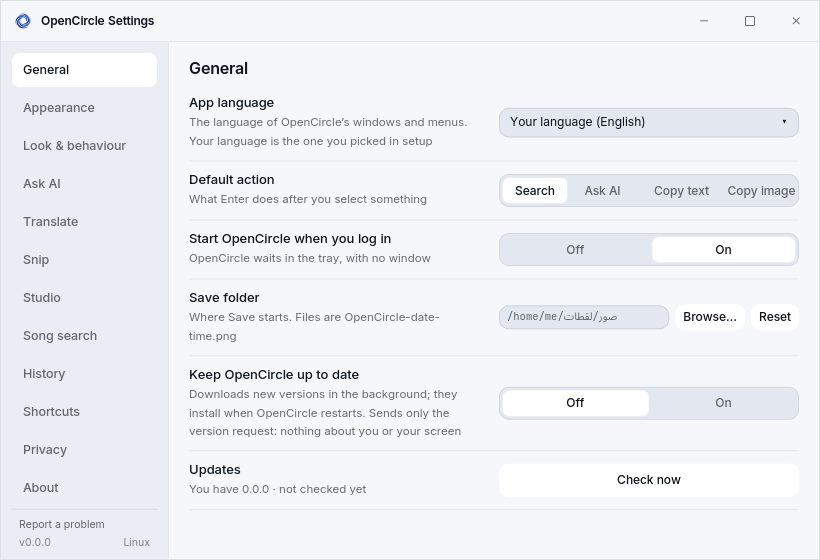 OpenCircle Settings
General
Appearance
Look & behaviour
Ask AI
Translate
Snip
Studio
Song search
History
Shortcuts
Privacy
About
Report a problem
v0.0.0 Linux
General
App language
The language of OpenCircle's windows and menus.
Your language is the one you picked in setup
Your language (English)
Default action
What Enter does after you select something
Search Ask AI Copy text Copy image
Start OpenCircle when you log in
OpenCircle waits in the tray, with no window
Off On
Save folder
Where Save starts. Files are OpenCircle-date-
time.png
/home/me/صور/لقطات
Browse... Reset
Keep OpenCircle up to date
Downloads new versions in the background; they
install when OpenCircle restarts. Sends only the
version request: nothing about you or your screen
Off On
Updates
You have 0.0.0 · not checked yet
Check now